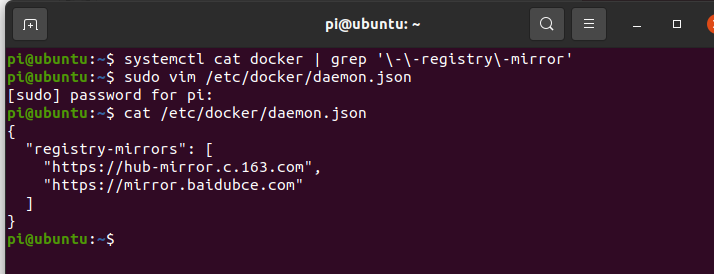 pi@ubuntu: ~
pi@ubuntu:~$ systemctl cat docker | grep '\-\-registry\-mirror'
pi@ubuntu:~$ sudo vim /etc/docker/daemon.json
[sudo] password for pi:
pi@ubuntu:~$ cat /etc/docker/daemon.json
{
  "registry-mirrors": [
    "https://hub-mirror.c.163.com",
    "https://mirror.baidubce.com"
  ]
}
pi@ubuntu:~$